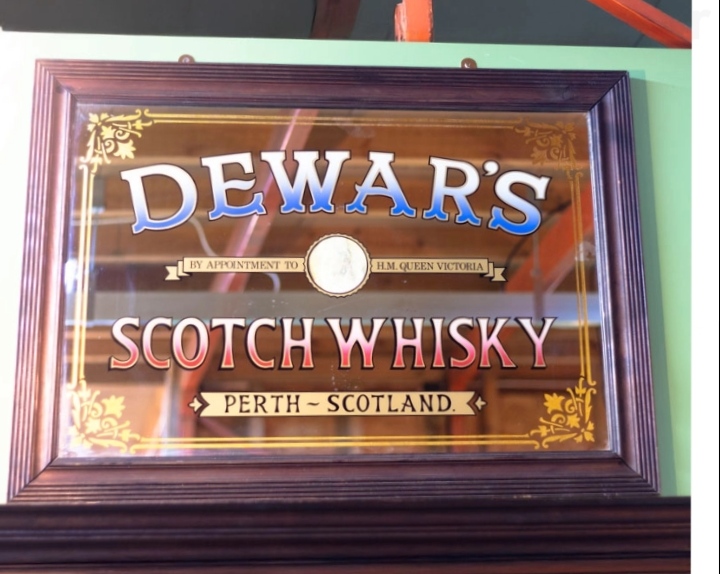 DEWAR'S
BY APPOINTMENT TO H.M. QUEEN VICTORIA
SCOTCH WHISKY
PERTH ~ SCOTLAND.